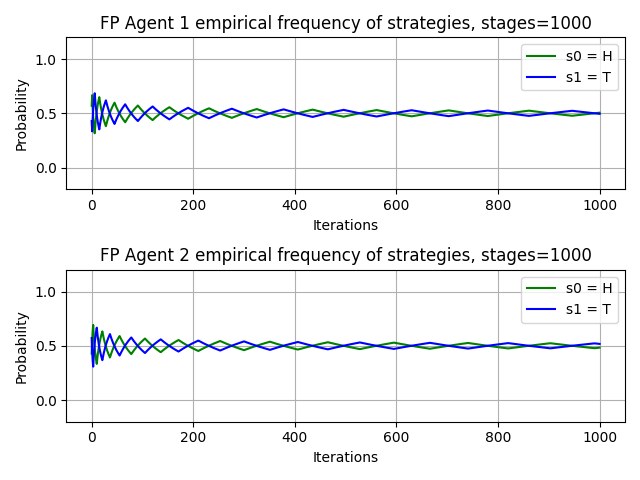 FP Agent 1 empirical frequency of strategies, stages=1000
1.0
0.5
0.0
Probability
s0 = H
s1 = T
0 200 400 600 800 1000
Iterations
FP Agent 2 empirical frequency of strategies, stages=1000
1.0
0.5
0.0
Probability
s0 = H
s1 = T
0 200 400 600 800 1000
Iterations